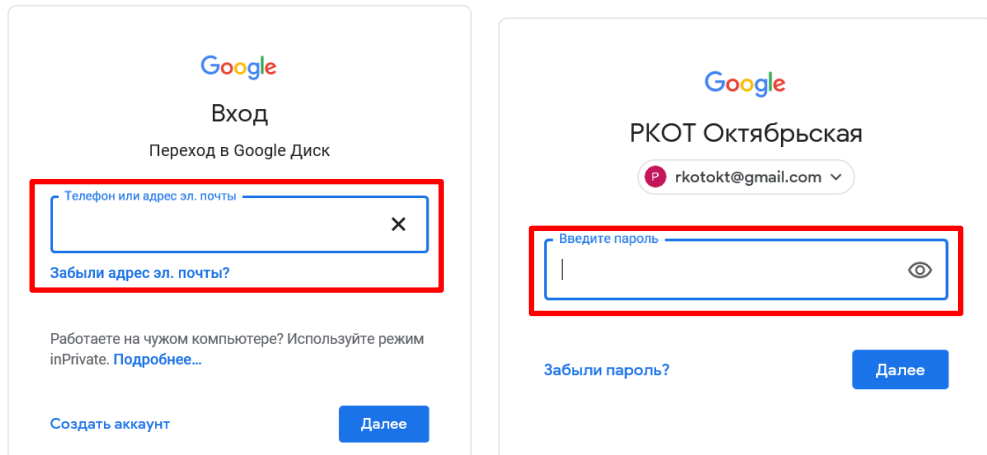 Google
Вход
Переход в Google Диск
Телефон или адрес эл. почты
Забыли адрес эл. почты?
Работаете на чужом компьютере? Используйте режим
inPrivate. Подробнее...
Создать аккаунт
Далее
Google
РКОТ Октябрьская
P
rkotokt@gmail.com
Введите пароль
Забыли пароль?
Далее